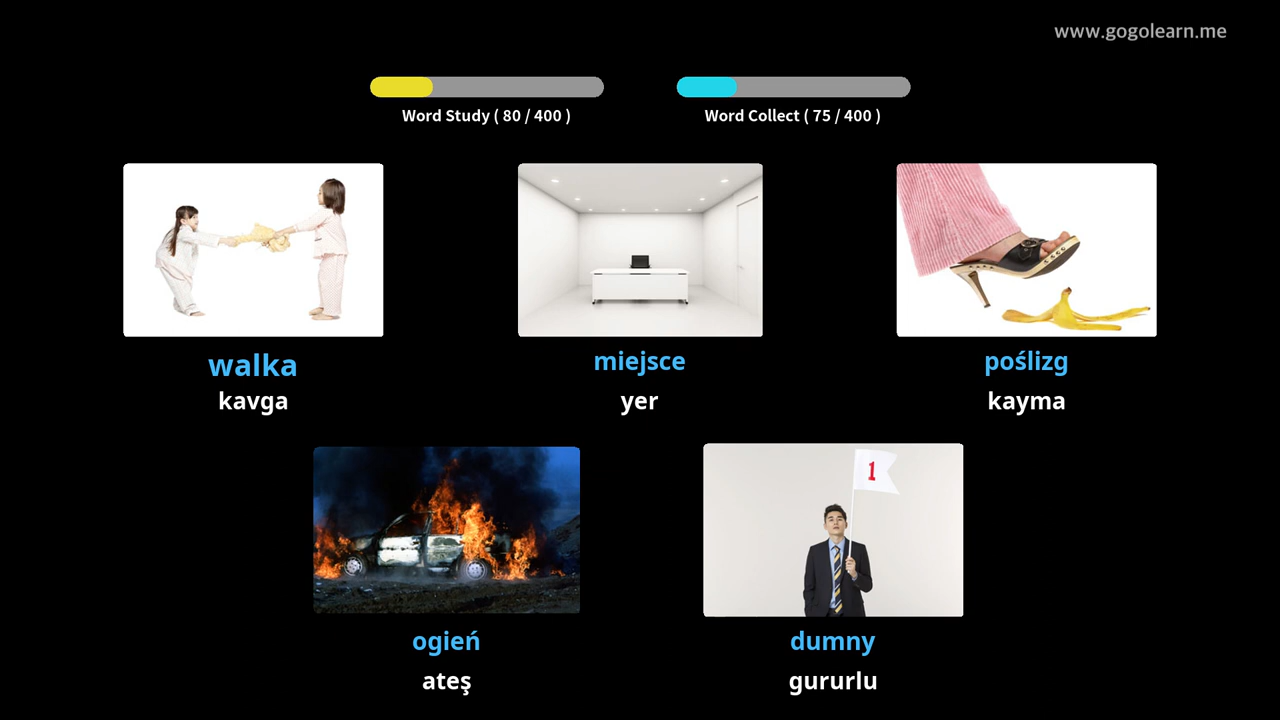 www.gogolearn.me
Word Study ( 80 / 400 )
Word Collect ( 75 / 400 )
walka
kavga
miejsce
yer
poślizg
kayma
1
ogień
ateş
dumny
gururlu